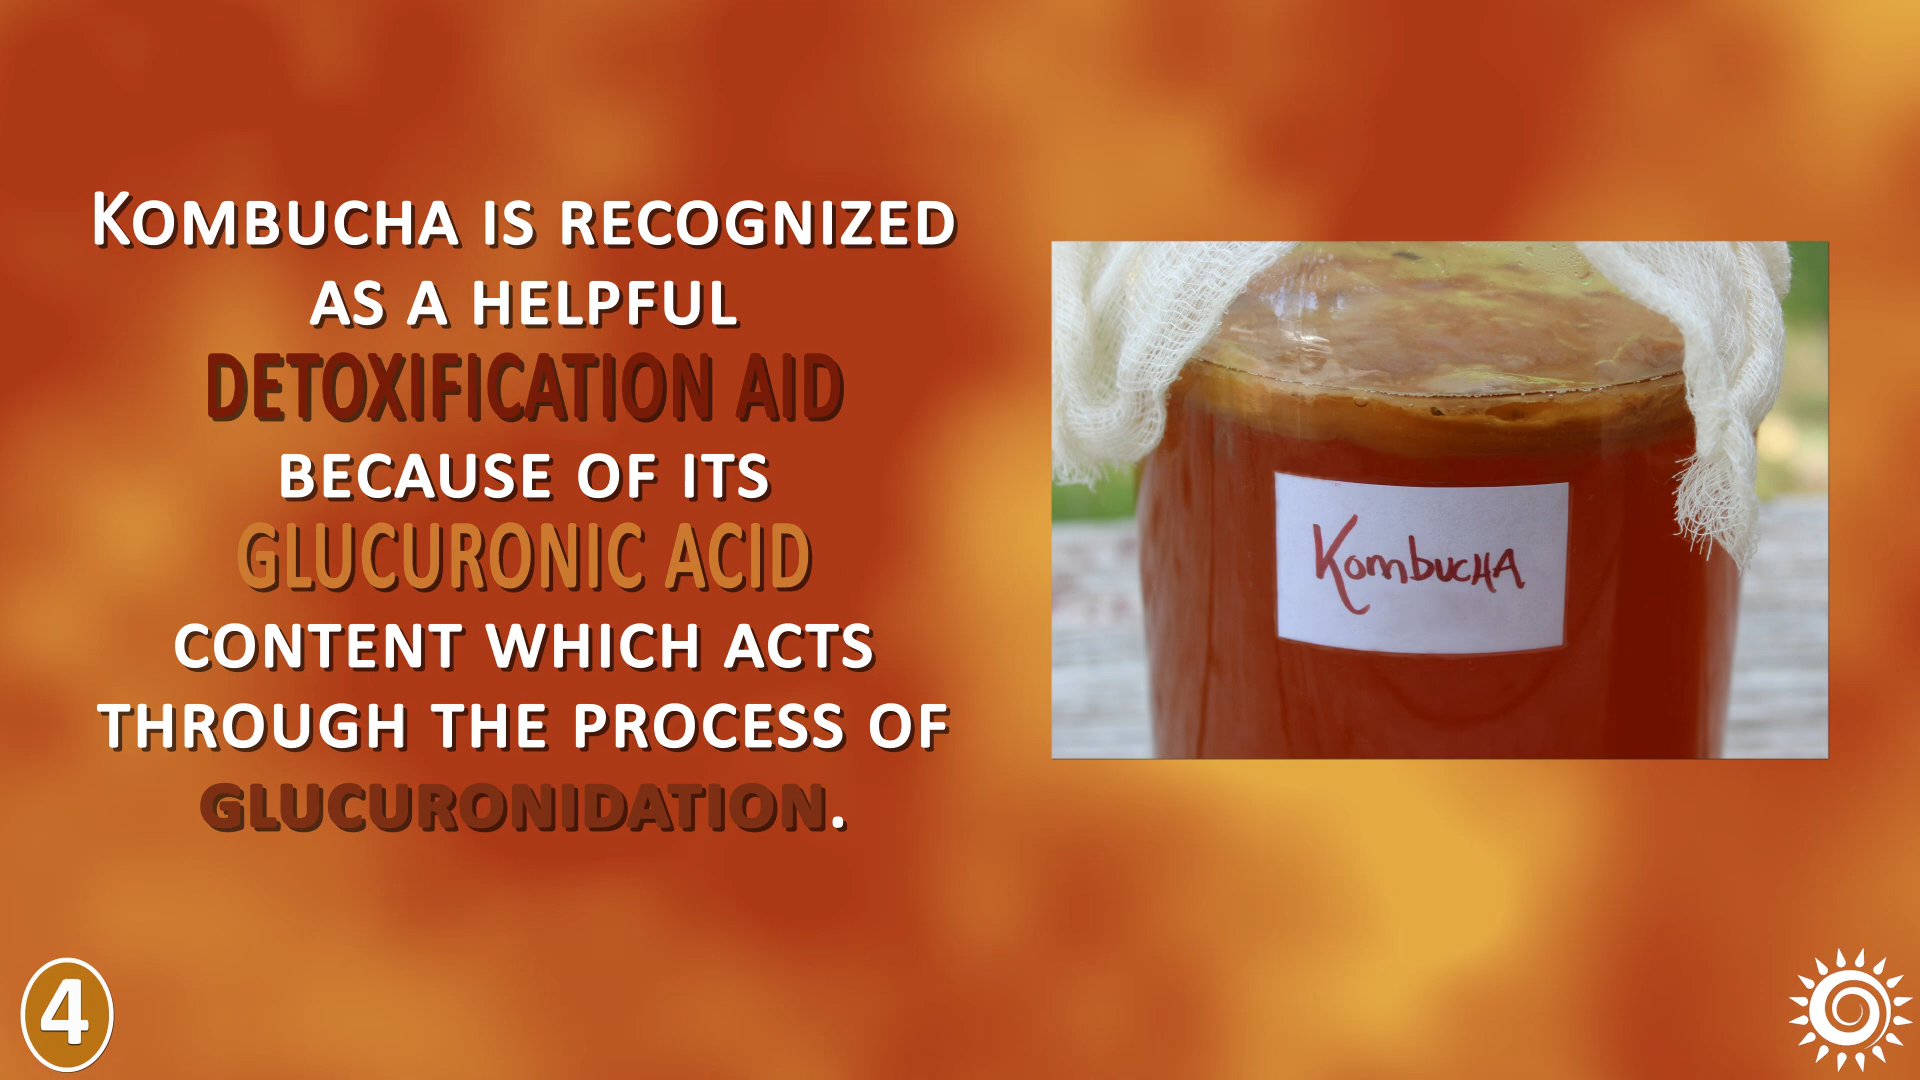 KOMBUCHA IS RECOGNIZED
AS A HELPFUL
DETOXIFICATION AID
BECAUSE OF ITS
GLUCURONIC ACID
CONTENT WHICH ACTS
THROUGH THE PROCESS OF
GLUCURONIDATION.
KombucHA
4